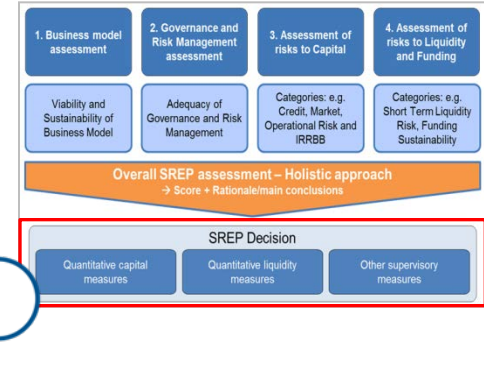 1. Business model
assessment
2. Governance and
Risk Management
assessment
3. Assessment of
risks to Capital
4. Assessment of
risks to Liquidity
and Funding
Viability and
Sustainability of
Business Model
Adequacy of
Governance and Risk
Management
Categories: e.g.
Credit, Market,
Operational Risk and
IRRBB
Categories: e.g.
Short Term Liquidity
Risk, Funding
Sustainability
Overall SREP assessment – Holistic approach
→ Score + Rationale/main conclusions
SREP Decision
Quantitative capital
measures
Quantitative liquidity
measures
Other supervisory
measures